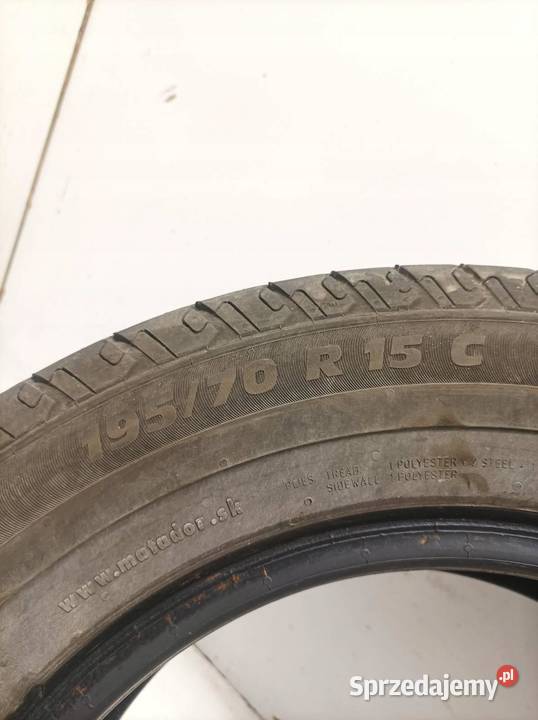 195/70 R 15 C
PLIES TREAD 1 POLYESTER + 2 STEEL +
SIDEWALL 1 POLYESTER
www.matador.sk
Sprzedajemy.pl